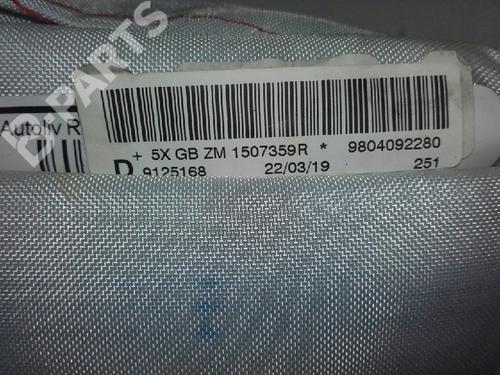 B-PARTS
Autoliv R
+ 5X GB ZM 1507359R * 9804092280
D 9125168 22/03/19 251